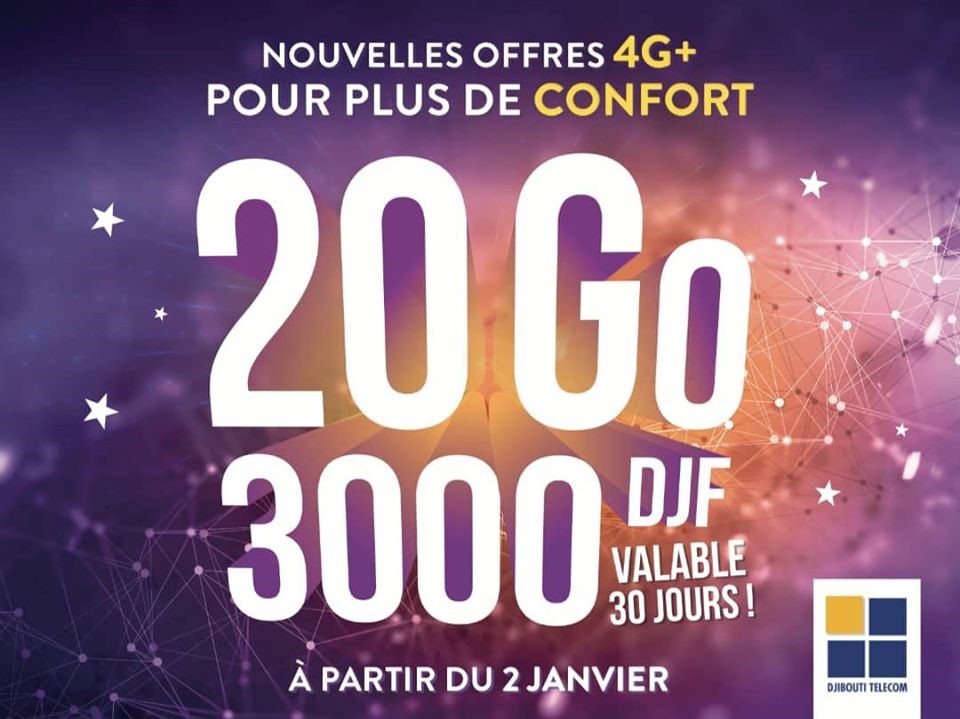 NOUVELLES OFFRES 4G+
POUR PLUS DE CONFORT
20Go
3000 DJF
VALABLE
30 JOURS !
À PARTIR DU 2 JANVIER
DJIBOUTI TELECOM